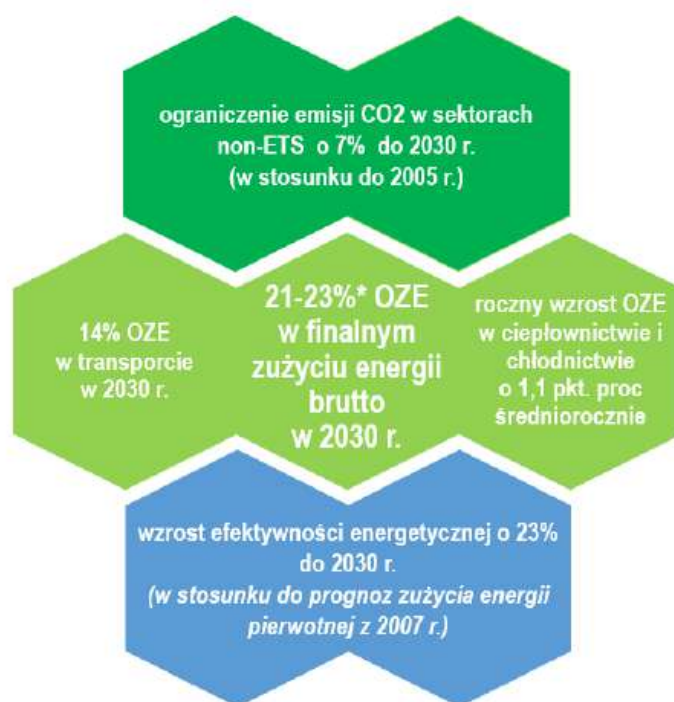 ograniczenie emisji CO2 w sektorach
non-ETS o 7% do 2030 r.
(w stosunku do 2005 r.)
14% OZE
w transporcie
w 2030 r.
21-23%* OZE
w finalnym
zużyciu energii
brutto
w 2030 r.
roczny wzrost OZE
w ciepłownictwie i
chłodnictwie
o 1,1 pkt. proc
średniorocznie
wzrost efektywności energetycznej o 23%
do 2030 r.
(w stosunku do prognoz zużycia energii
pierwotnej z 2007 r.)